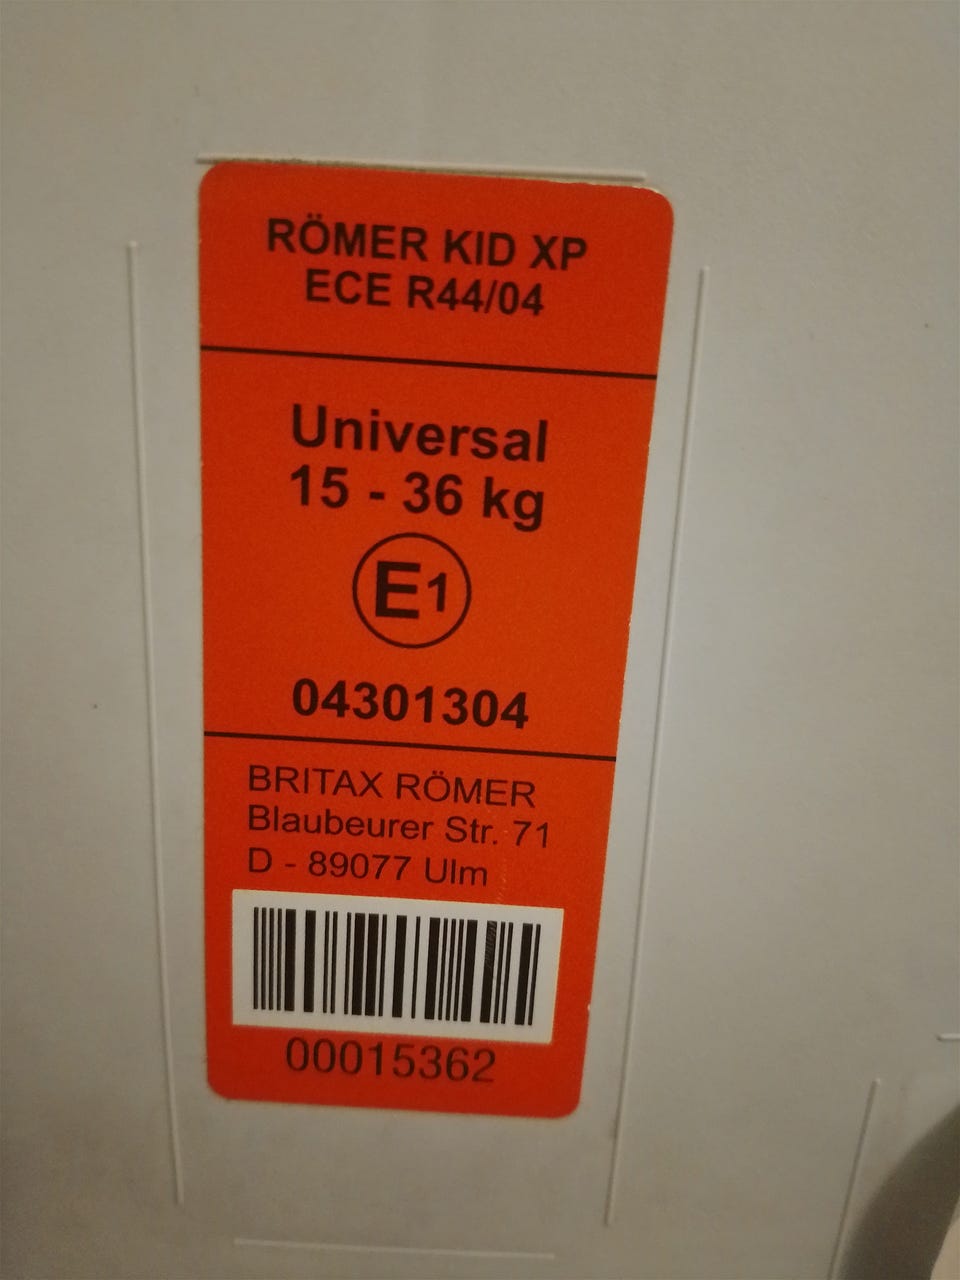 RÖMER KID XP
ECE R44/04
Universal
15 - 36 kg
E1
04301304
BRITAX RÖMER
Blaubeurer Str. 71
D - 89077 Ulm
00015362